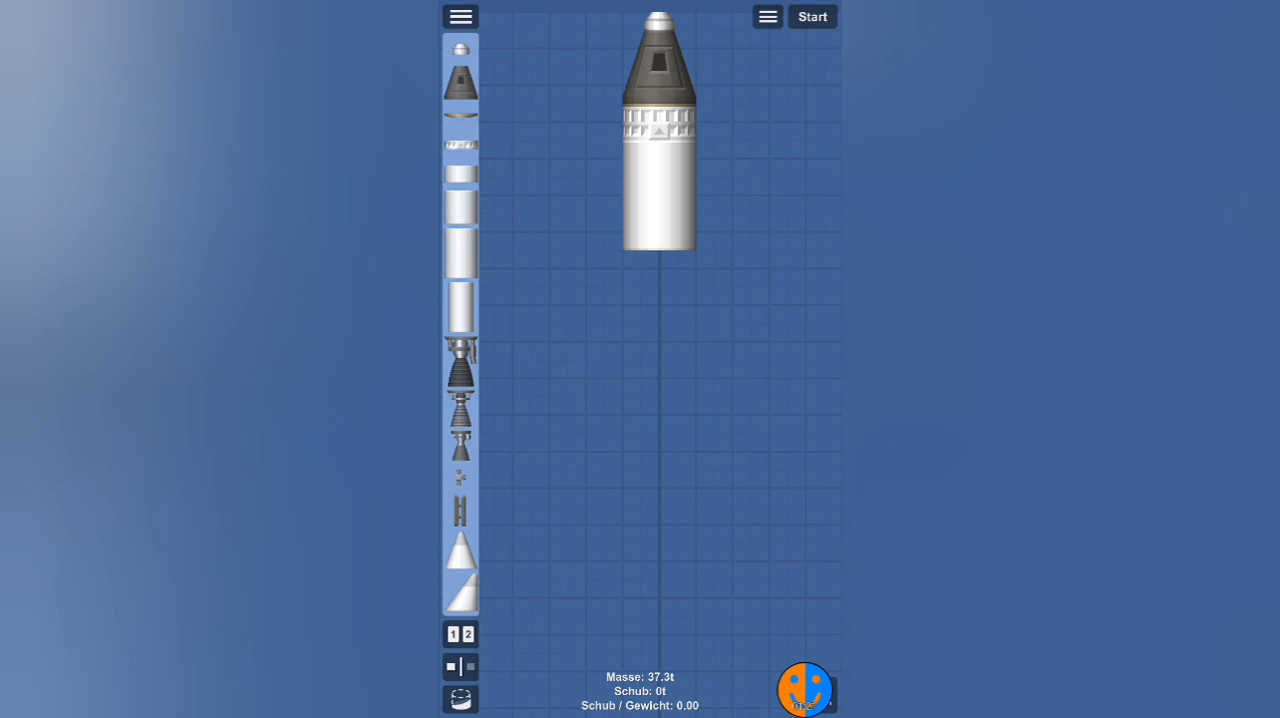 Start
1 2
Masse: 37.3t
Schub: 0t
Schub / Gewicht: 0.00